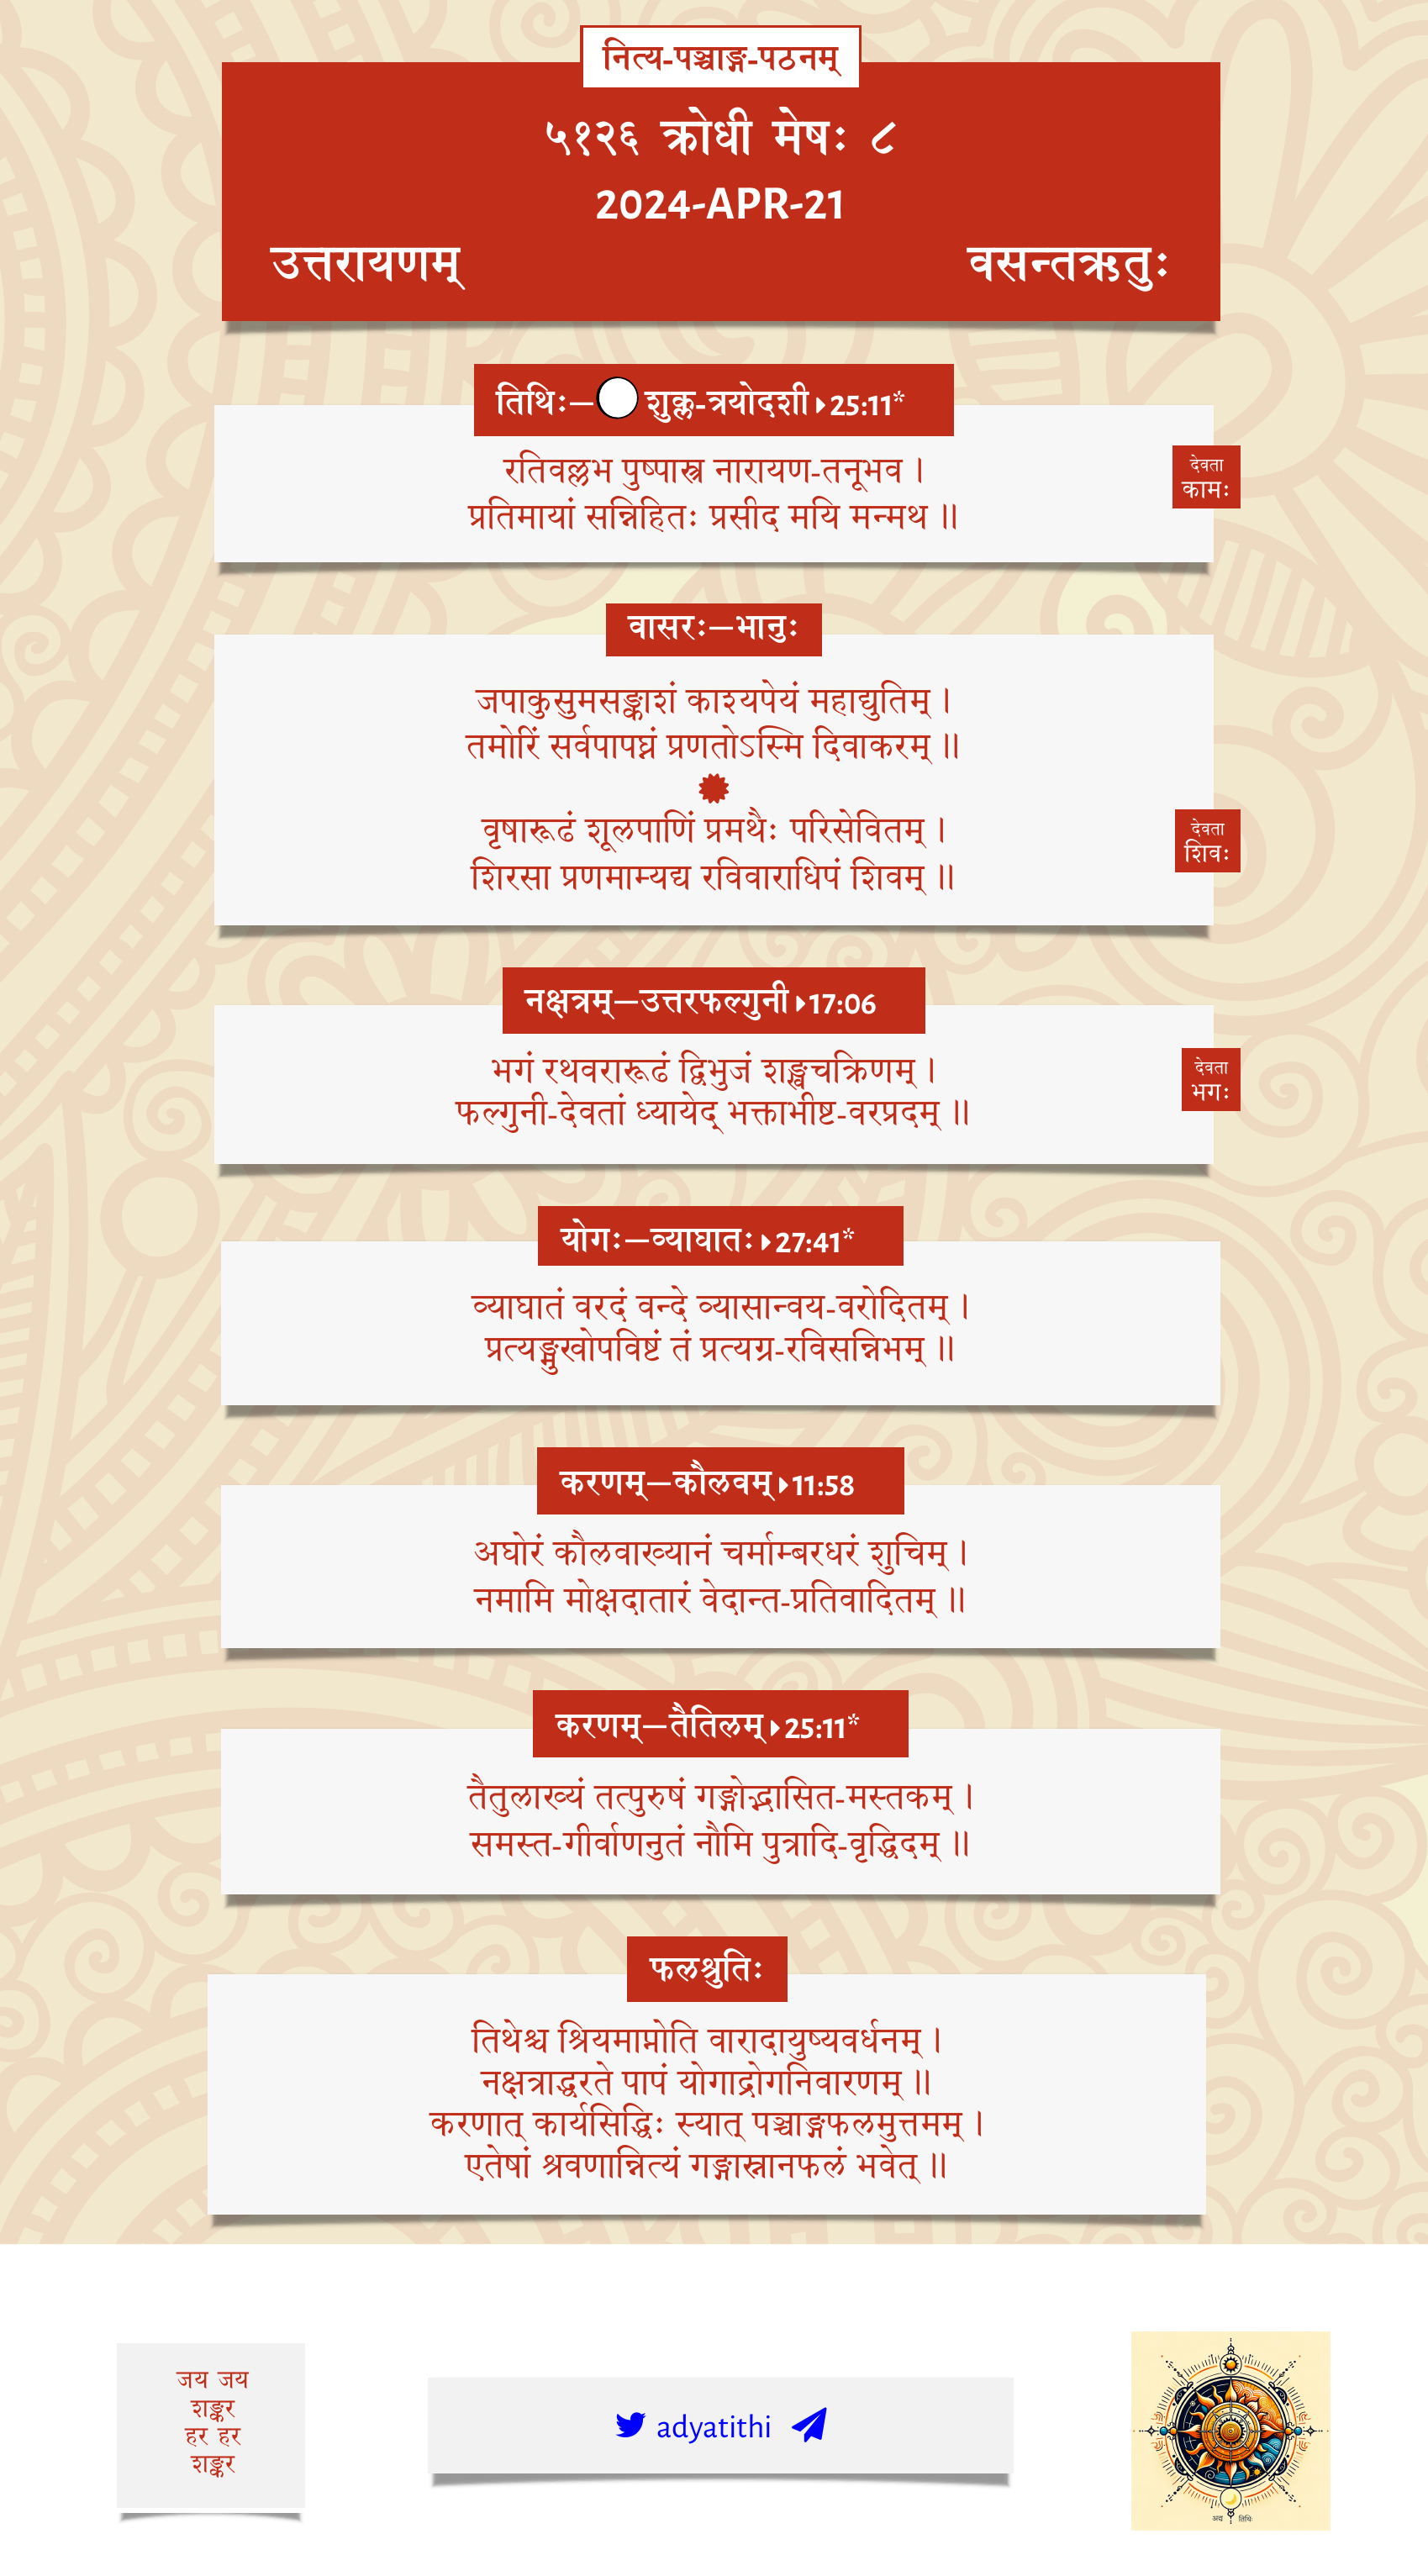 नित्य-पञ्चाङ्ग-पठनम्
५१२६ क्रोधी मेषः ८
2024-APR-21
उत्तरायणम्
वसन्तऋतुः
तिथिः—शुक्ल-त्रयोदशी 25:11*
रतिवल्लभ पुष्पास्त्र नारायण-तनूभव ।
प्रतिमायां सन्निहितः प्रसीद मयि मन्मथ ॥
देवता
कामः
वासरः—भानुः
जपाकुसुमसङ्काशं काश्यपेयं महाद्युतिम् ।
तमोरिं सर्वपापघ्नं प्रणतोऽस्मि दिवाकरम् ॥
वृषारूढं शूलपाणिं प्रमथैः परिसेवितम् ।
शिरसा प्रणमाम्यद्य रविवाराधिपं शिवम् ॥
देवता
शिवः
नक्षत्रम्—उत्तरफल्गुनी 17:06
भगं रथवरारूढं द्विभुजं शङ्खचक्रिणम् ।
फल्गुनी-देवतां ध्यायेद् भक्ताभीष्ट-वरप्रदम् ॥
देवता
भगः
योगः—व्याघातः 27:41*
व्याघातं वरदं वन्दे व्यासान्वय-वरोदितम् ।
प्रत्यङ्मुखोपविष्टं तं प्रत्यग्र-रविसन्निभम् ॥
करणम्—कौलवम् 11:58
अघोरं कौलवाख्यानं चर्माम्बरधरं शुचिम् ।
नमामि मोक्षदातारं वेदान्त-प्रतिवादितम् ॥
करणम्—तैतिलम् 25:11*
तैतुलाख्यं तत्पुरुषं गङ्गोद्भासित-मस्तकम् ।
समस्त-गीर्वाणनुतं नौमि पुत्रादि-वृद्धिदम् ॥
फलश्रुतिः
तिथेश्च श्रियमाप्नोति वारादायुष्यवर्धनम् ।
नक्षत्राद्धरते पापं योगाद्रोगनिवारणम् ॥
करणात् कार्यसिद्धिः स्यात् पञ्चाङ्गफलमुत्तमम् ।
एतेषां श्रवणान्नित्यं गङ्गास्नानफलं भवेत् ॥
जय जय
शङ्कर
हर हर
शङ्कर
adyatithi
अद्य तिथिः